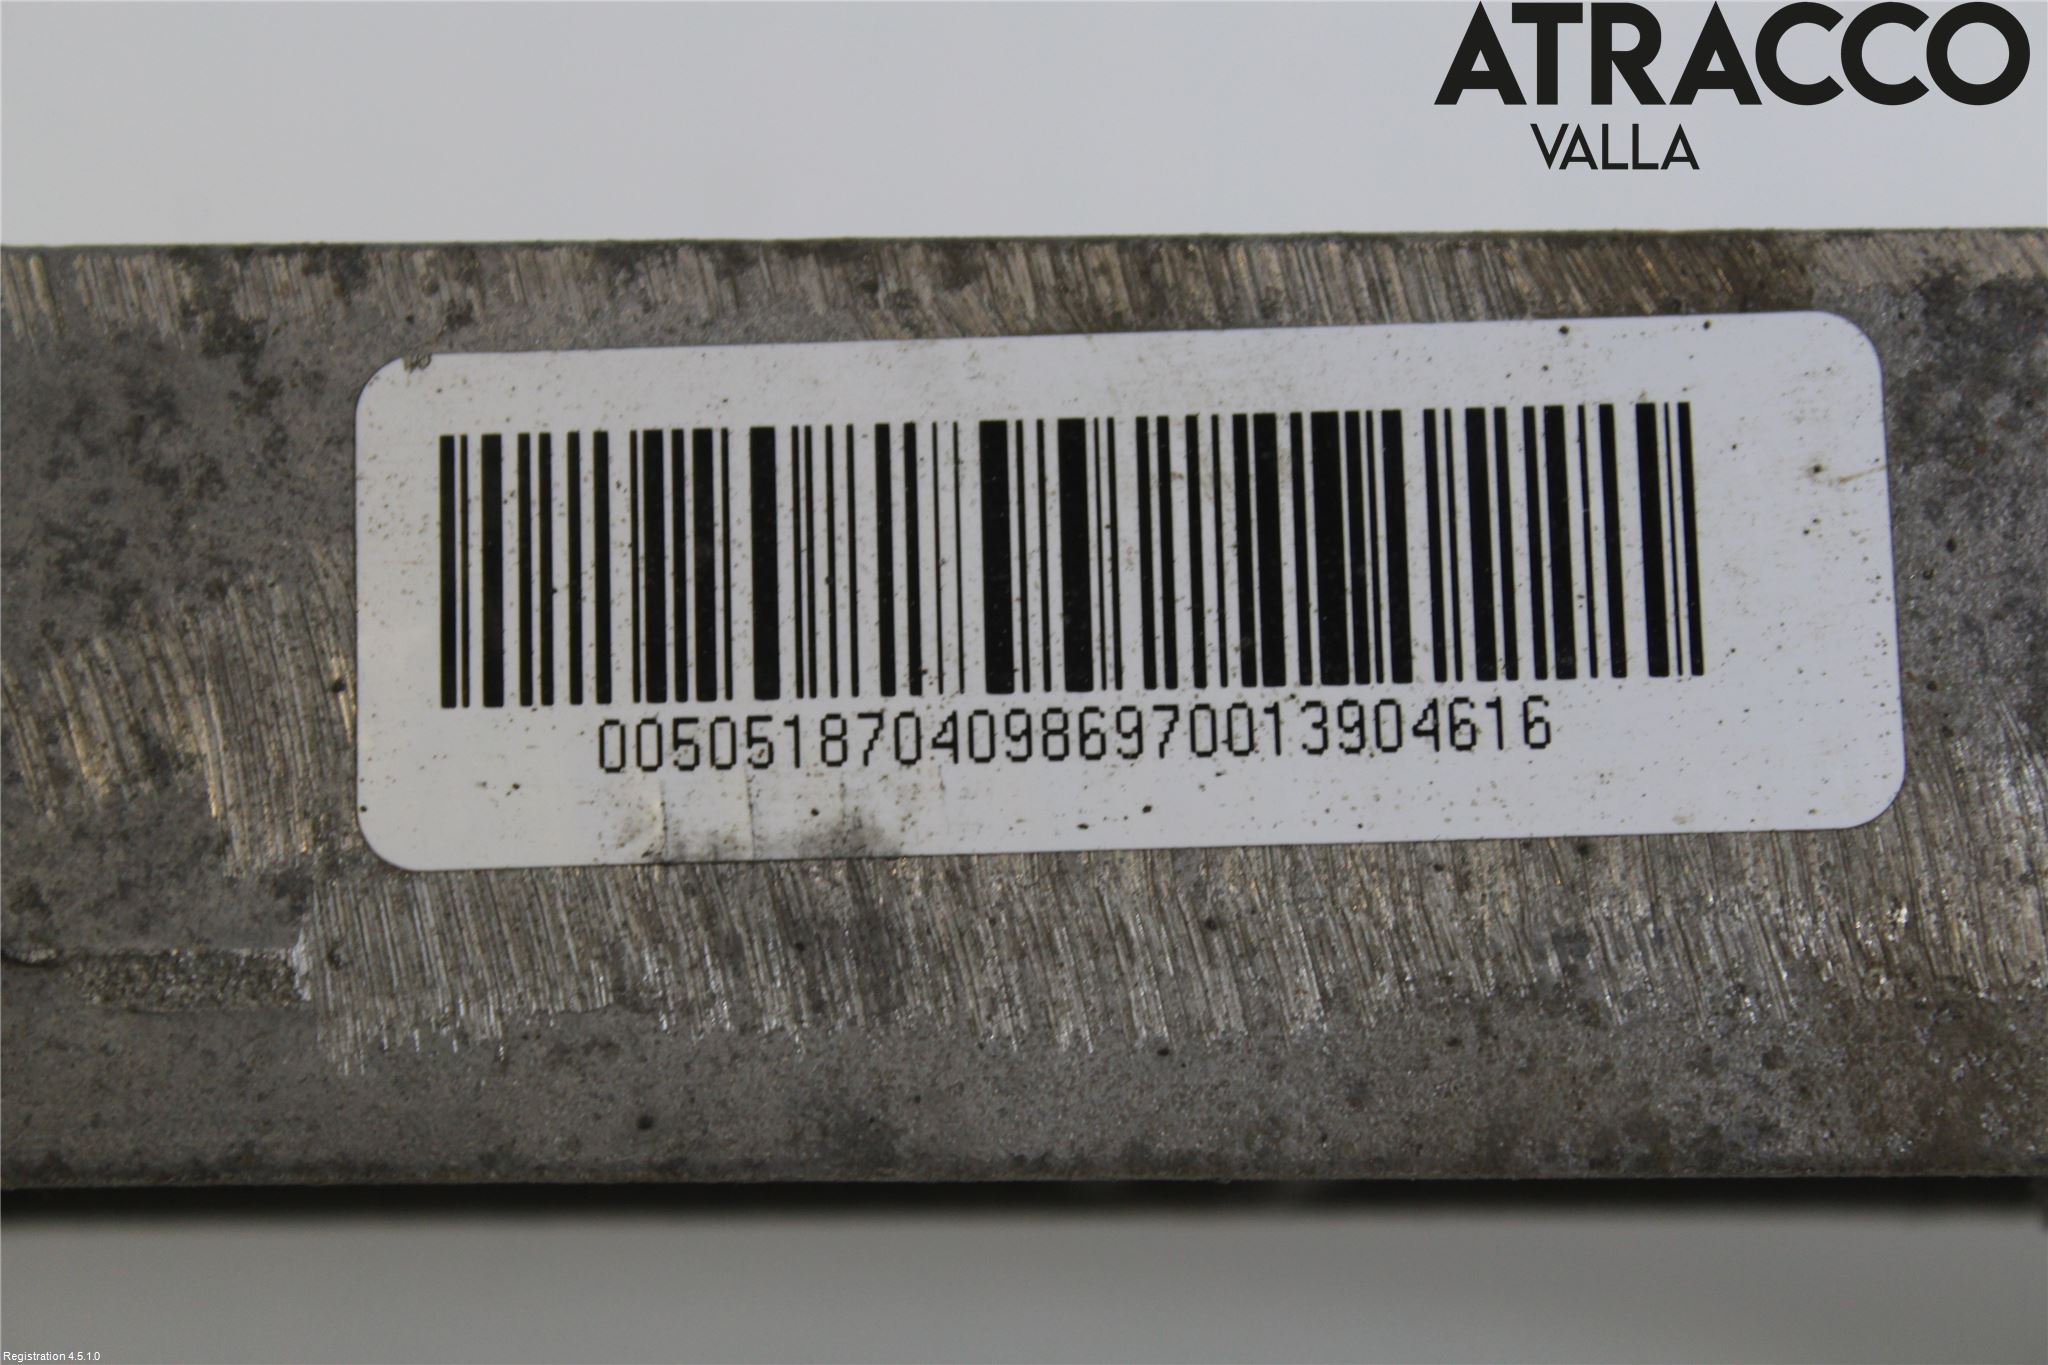 ATRACCO
VALLA
00505187040986970013904616
Registration 4.5.1.0